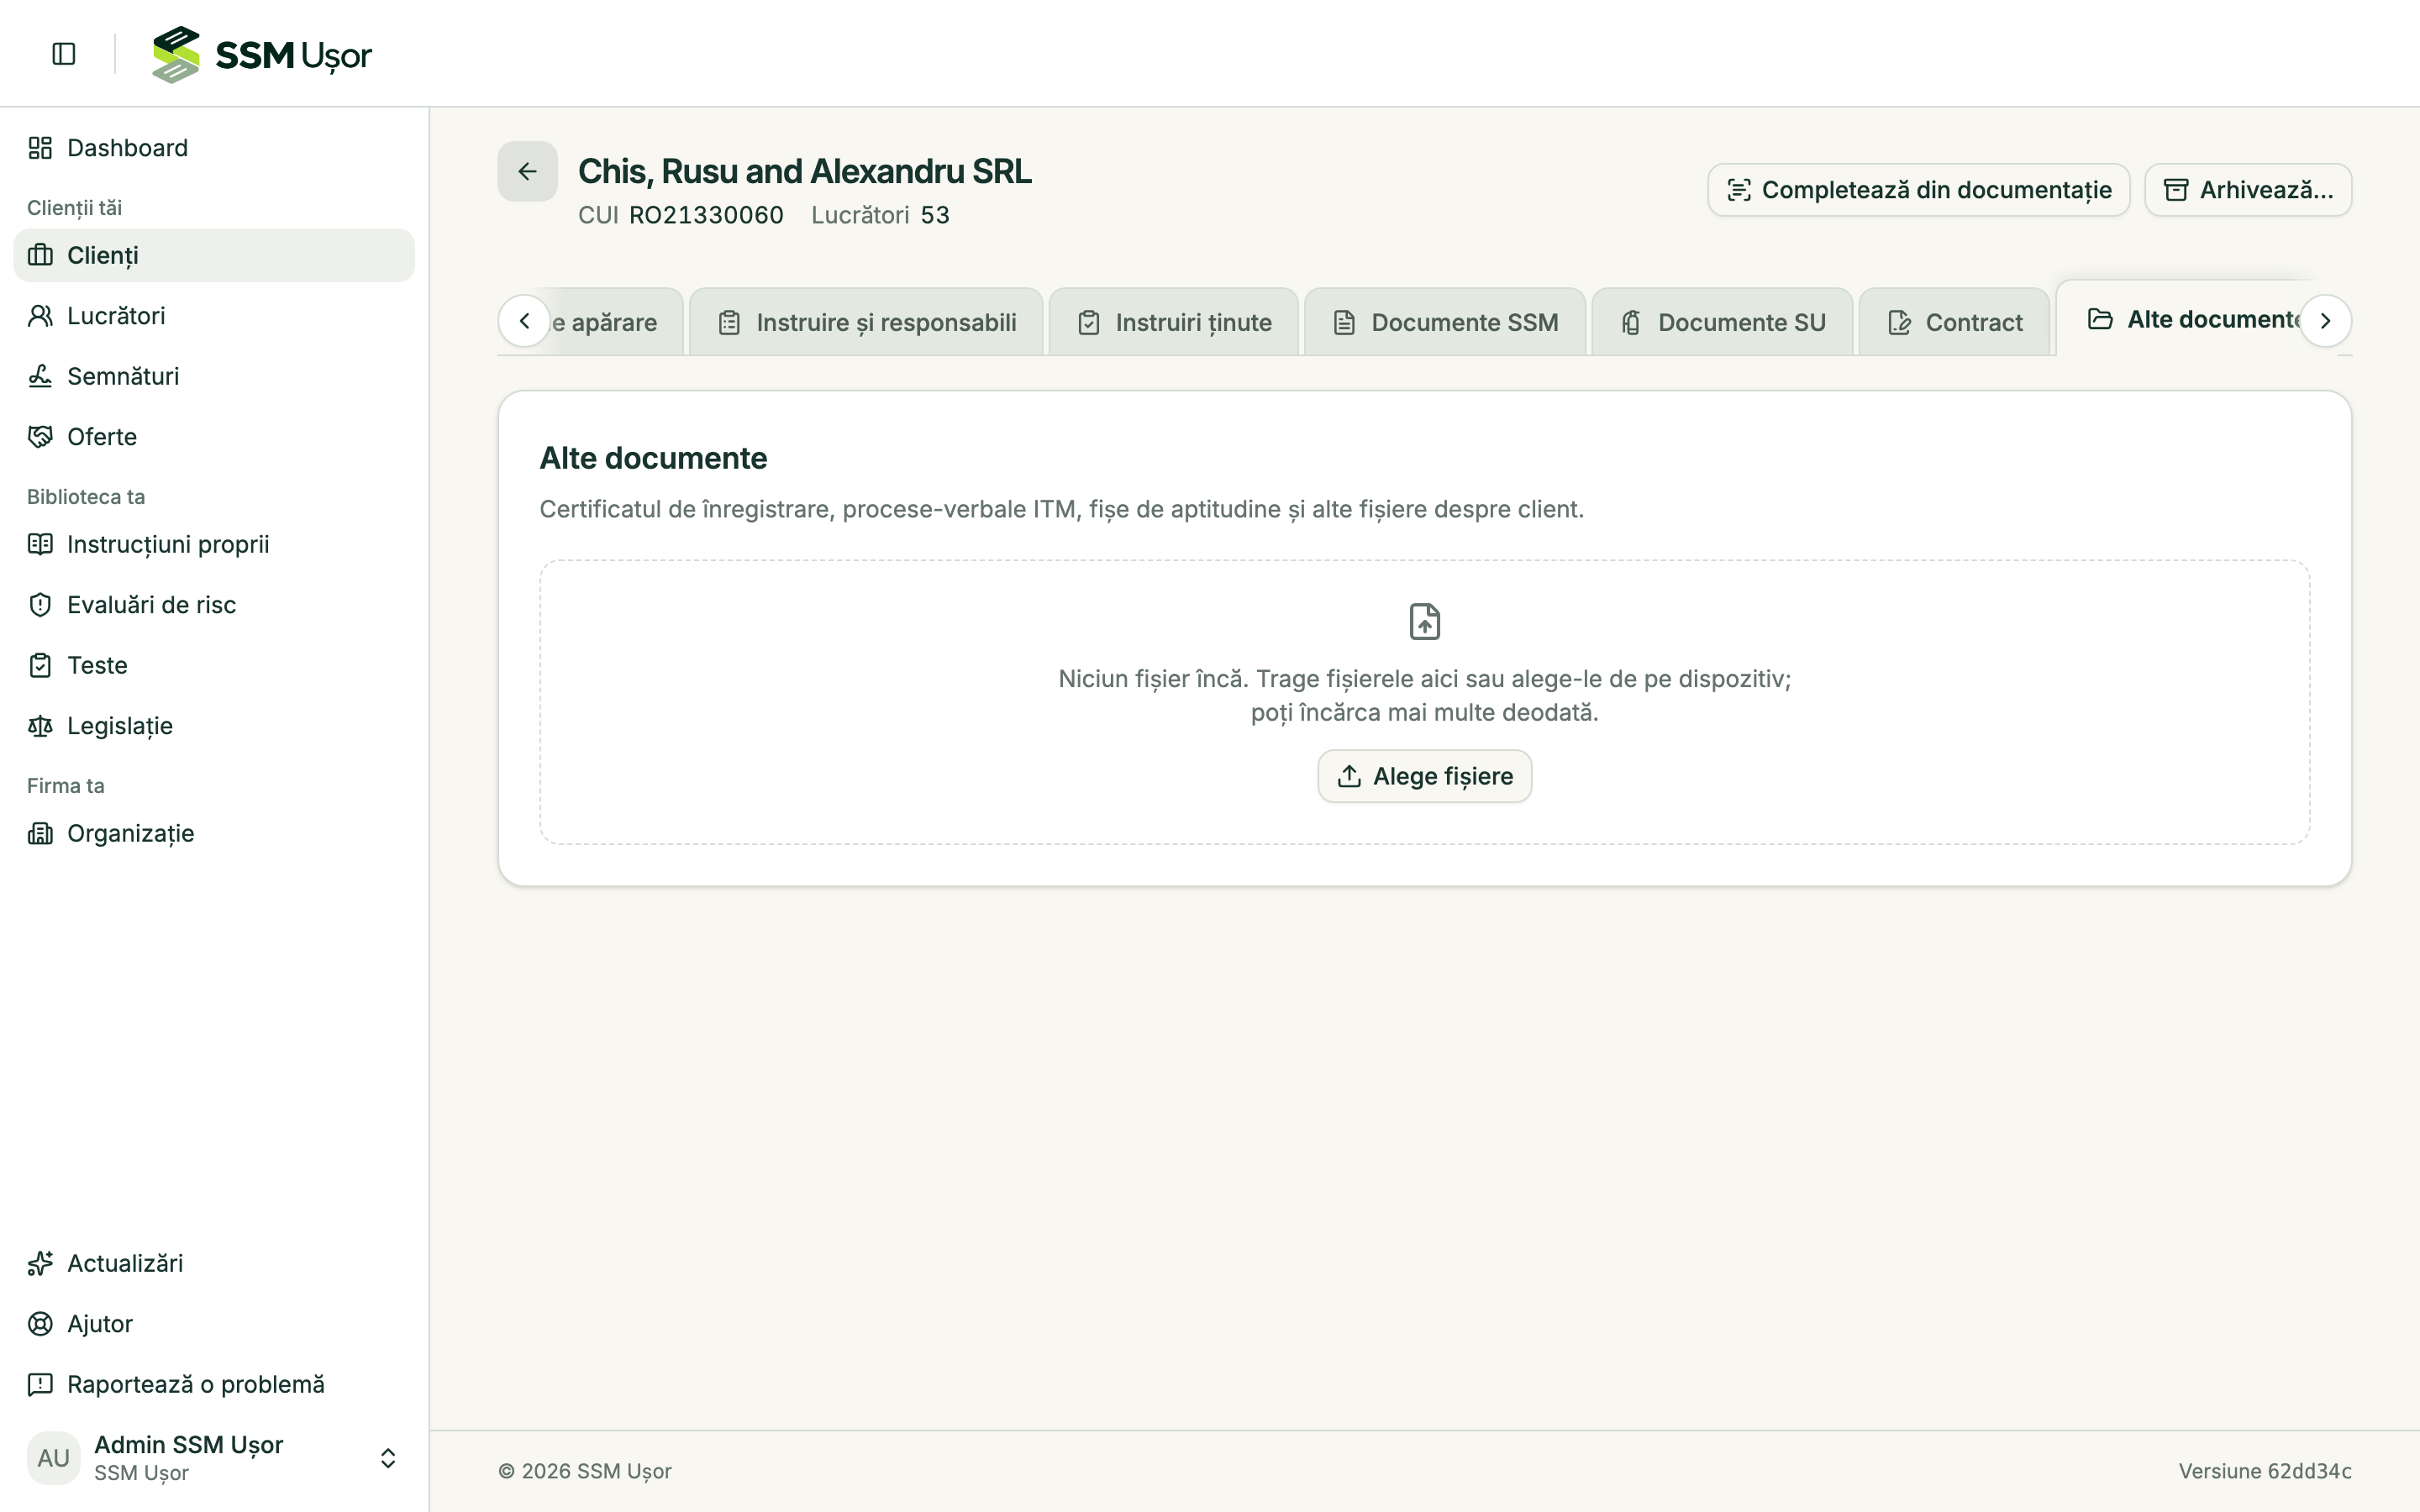 SSM Ușor
Dashboard
Clienții tăi
Clienți
Lucrători
Semnături
Oferte
Biblioteca ta
Instrucțiuni proprii
Evaluări de risc
Teste
Legislație
Firma ta
Organizație
Actualizări
Ajutor
Raportează o problemă
AU
Admin SSM Ușor
SSM Ușor
Chis, Rusu and Alexandru SRL
CUI RO21330060 Lucrători 53
Completează din documentație
Arhivează...
e apărare
Instruire și responsabili
Instruiri ținute
Documente SSM
Documente SU
Contract
Alte documente
Alte documente
Certificatul de înregistrare, procese-verbale ITM, fișe de aptitudine și alte fișiere despre client.
Niciun fișier încă. Trage fișierele aici sau alege-le de pe dispozitiv;
poți încărca mai multe deodată.
Alege fișiere
© 2026 SSM Ușor
Versiune 62dd34c